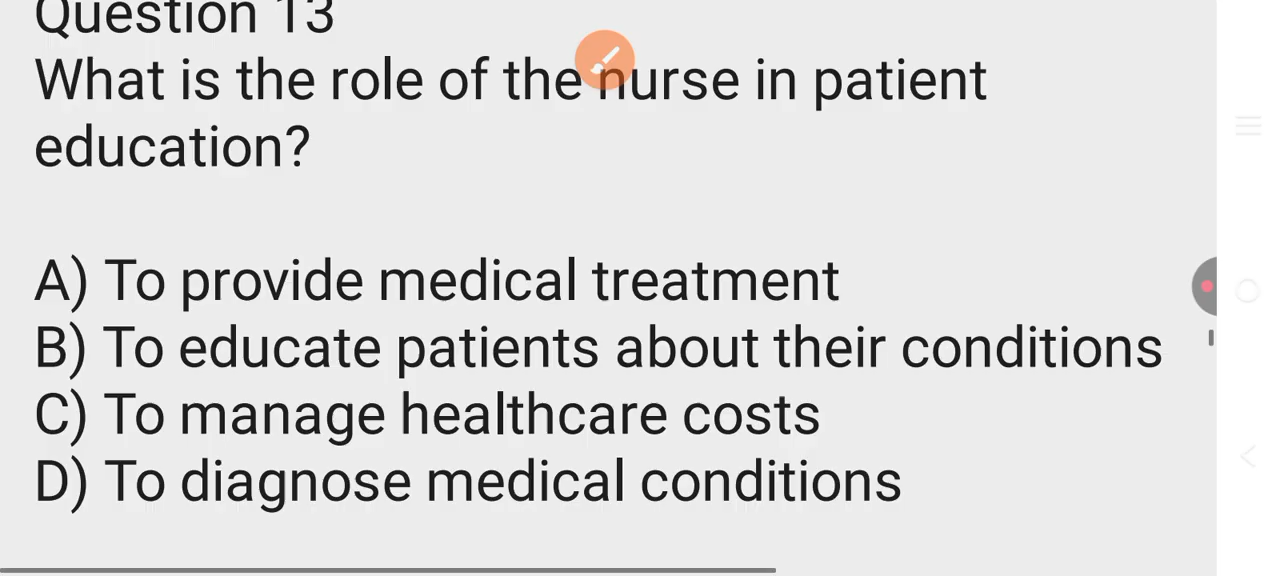 Question 13
What is the role of the nurse in patient
education?
A) To provide medical treatment
B) To educate patients about their conditions
C) To manage healthcare costs
D) To diagnose medical conditions